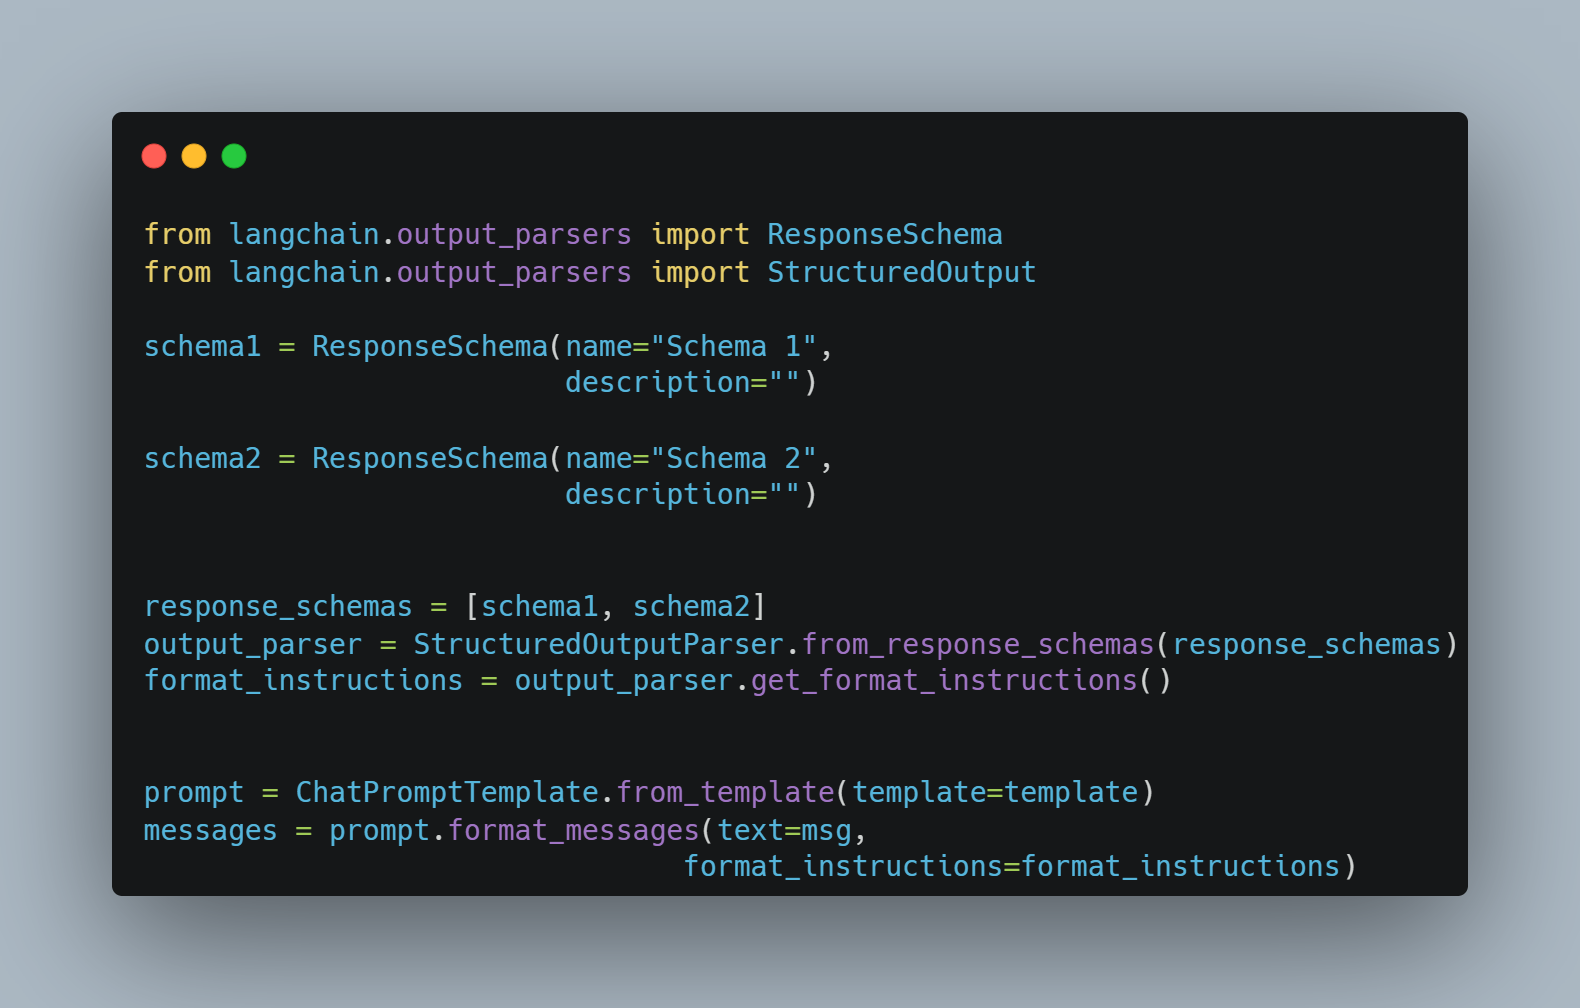 from langchain.output_parsers import ResponseSchema
from langchain.output_parsers import StructuredOutput
schema1 = ResponseSchema(name="Schema 1",
description="")
schema2 = ResponseSchema(name="Schema 2",
description="")
response_schemas = [schema1, schema2]
output_parser = StructuredOutputParser.from_response_schemas(response_schemas)
format_instructions = output_parser.get_format_instructions()
prompt = ChatPromptTemplate.from_template(template=template)
messages = prompt.format_messages(text=msg,
format_instructions=format_instructions)